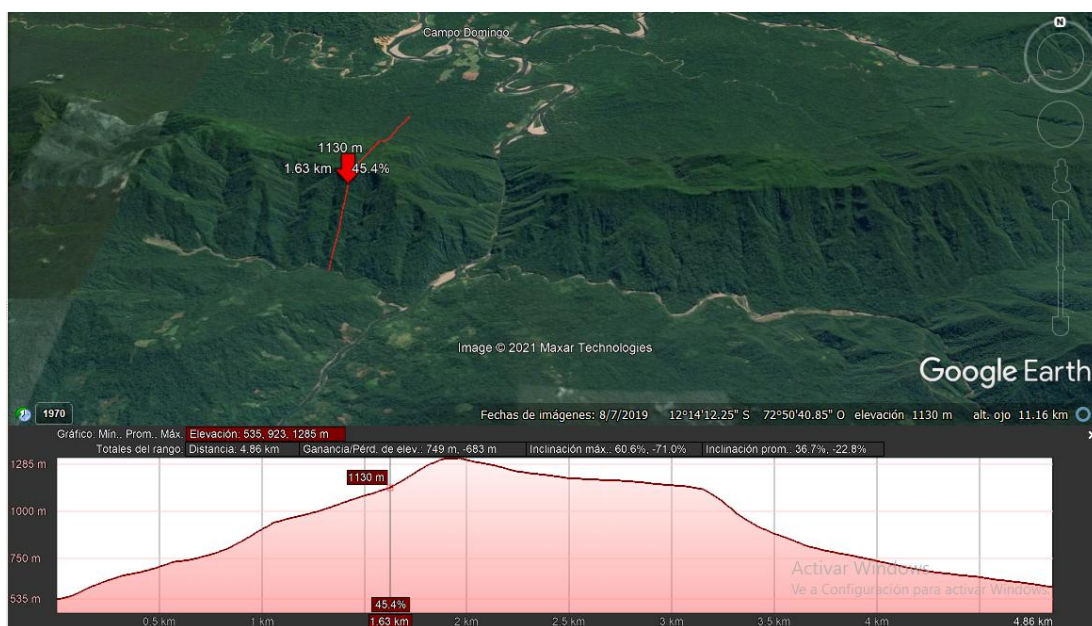 N
Campo Domingo
1130 m
1.63 km 45.4%
Image © 2021 Maxar Technologies
Google Earth
1970
Fechas de imágenes: 8/7/2019 12°14'12.25" S 72°50'40.85" O elevación 1130 m alt. ojo 11.16 km
Gráfico: Mín., Prom., Máx. Elevación: 535, 923, 1285 m
Totales del rango: Distancia: 4.86 km Ganancia/Pérd. de elev.: 749 m, -683 m Inclinación máx.: 60.6%, -71.0% Inclinación prom.: 36.7%, -22.8%
1285 m
1130 m
1000 m
750 m
Activar Windows
Ve a Configuración para activar Windows.
535 m
45.4%
0.5 km 1 km 1.63 km 2 km 2.5 km 3 km 3.5 km 4 km 4.86 km